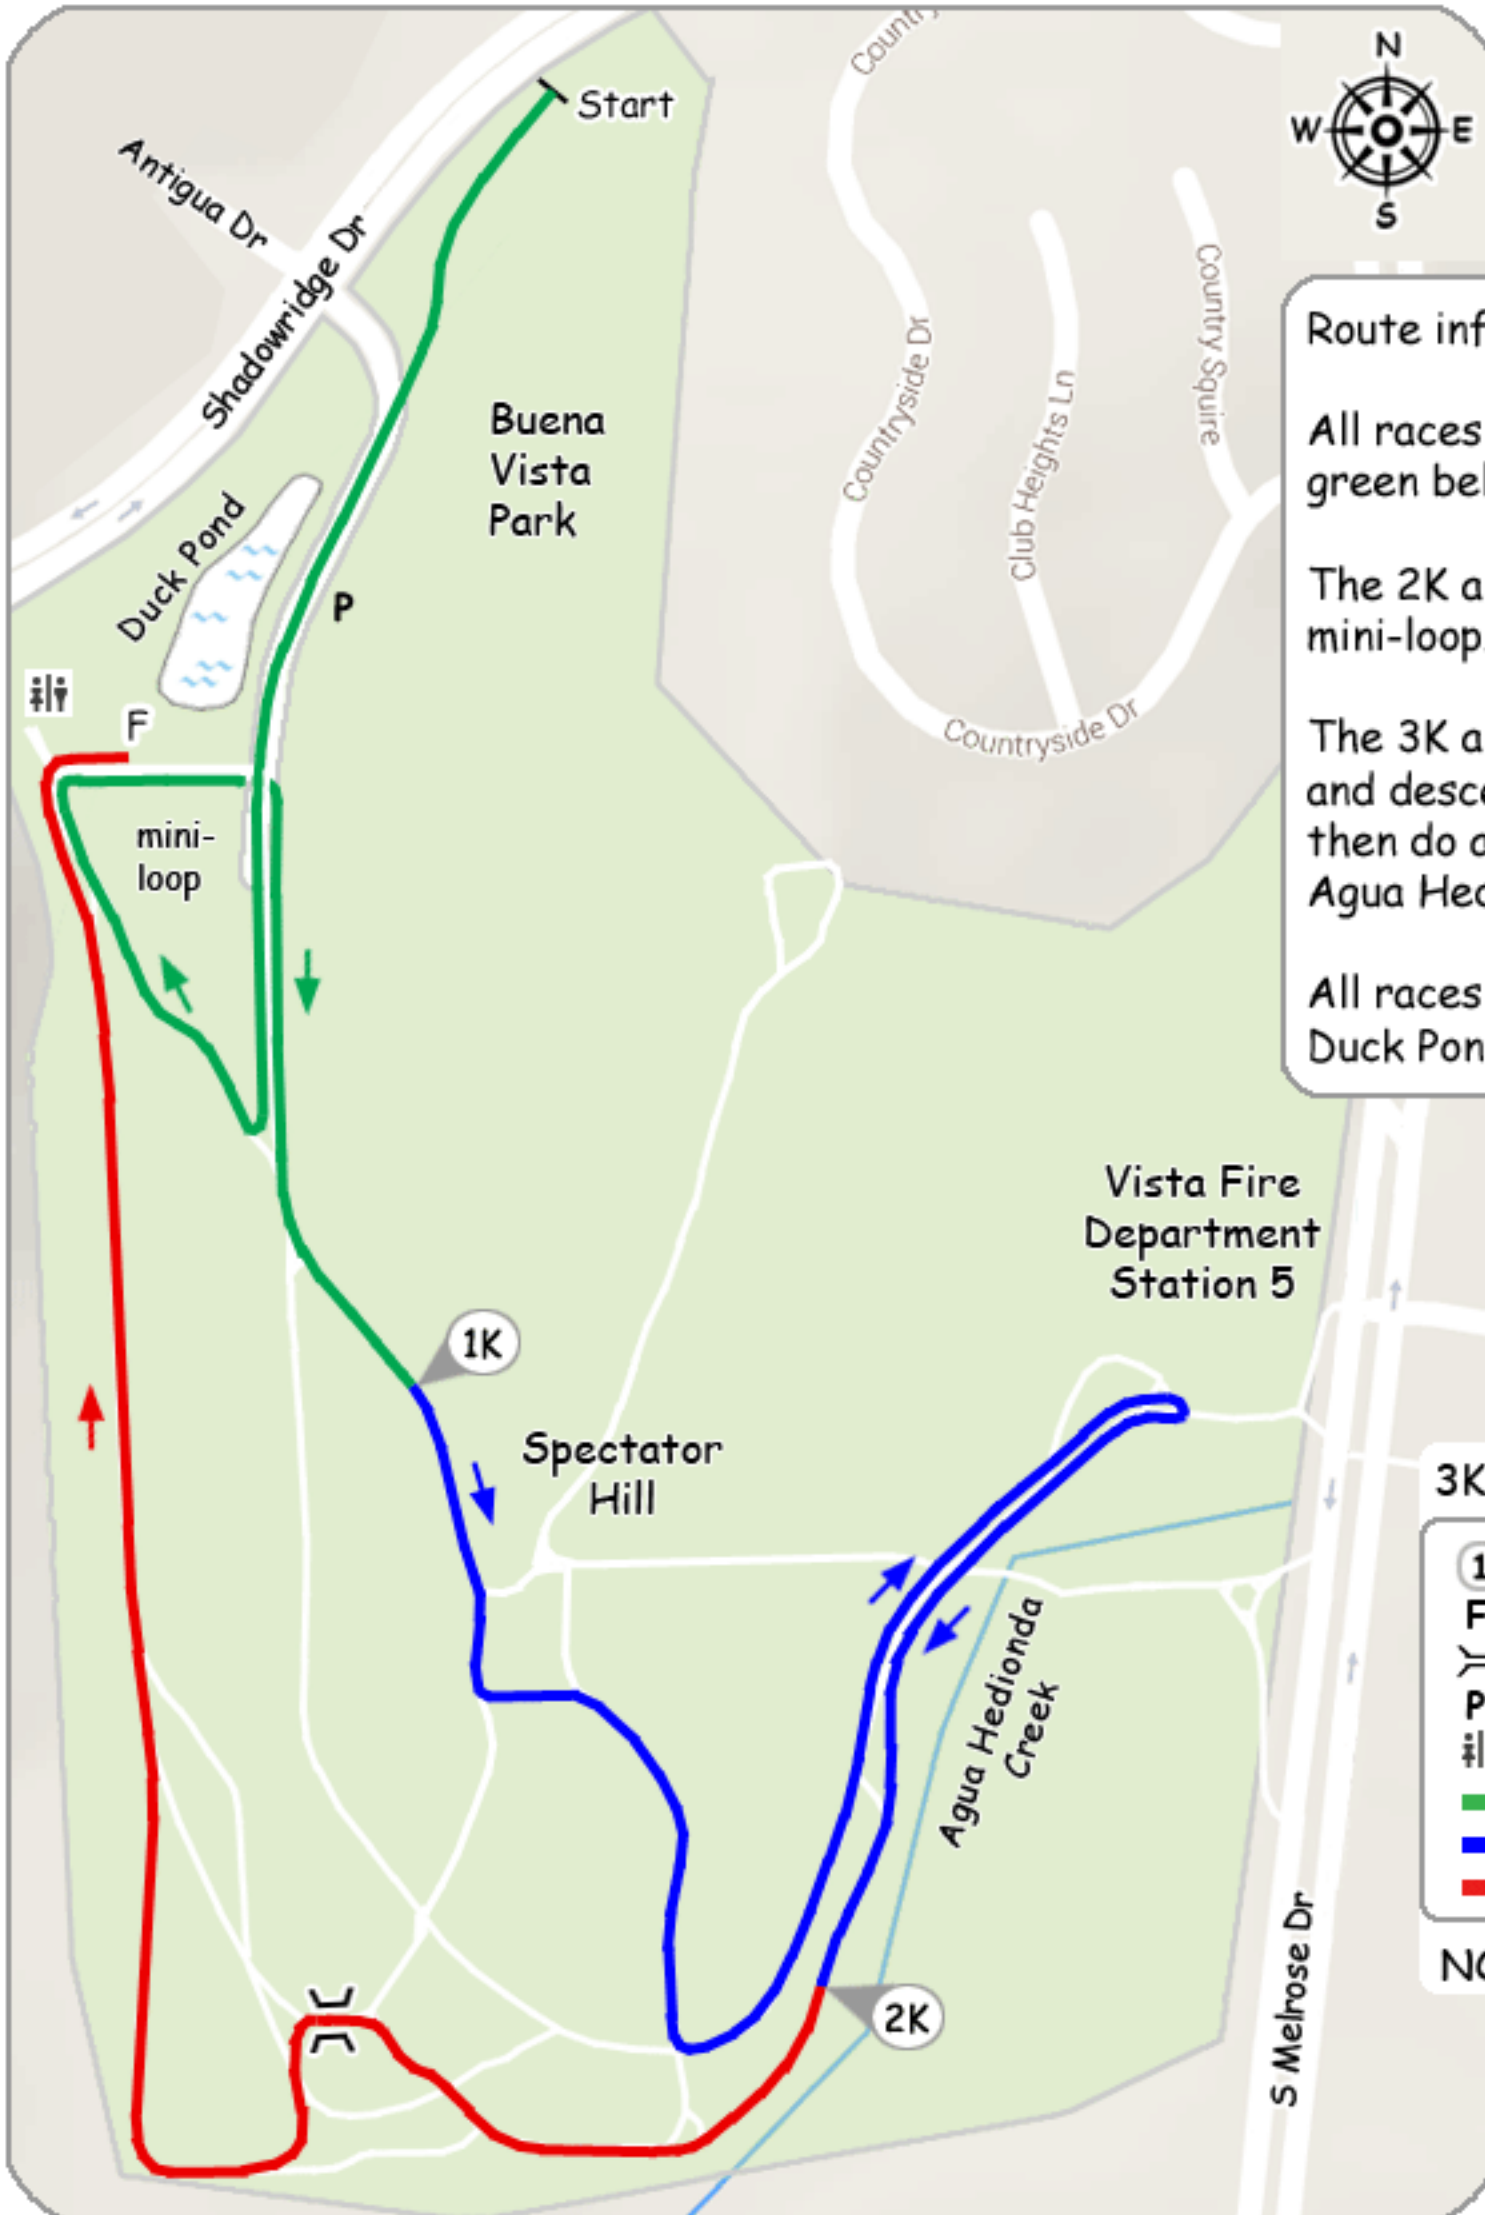 N
W E
S
Start
Country
Antigua Dr
Shadowridge Dr
Country Squire
Countryside Dr
Club Heights Ln
Countryside Dr
Buena
Vista
Park
Duck Pond
P
F
mini-
loop
Route inf
All races
green bel
The 2K a
mini-loop
The 3K a
and desce
then do a
Agua Hed
All races
Duck Pon
Vista Fire
Department
Station 5
1K
Spectator
Hill
Agua Hedionda
Creek
2K
S Melrose Dr
3K
1
F
P
NO